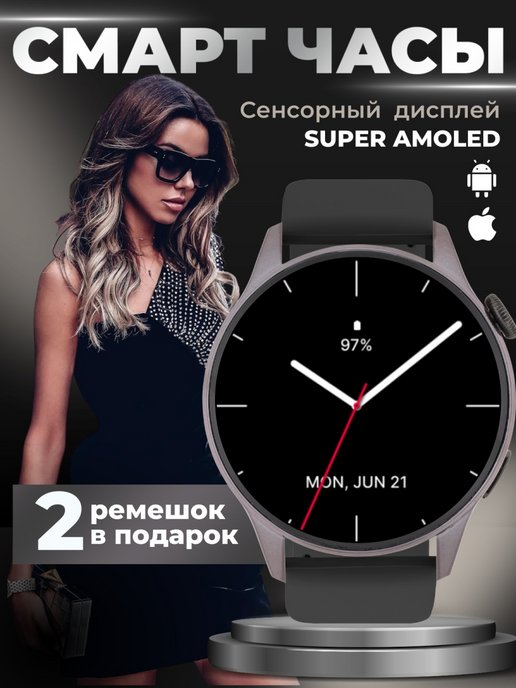 СМАРТ ЧАСЫ
Сенсорный дисплей
SUPER AMOLED
97%
MON, JUN 21
2 ремешок
в подарок